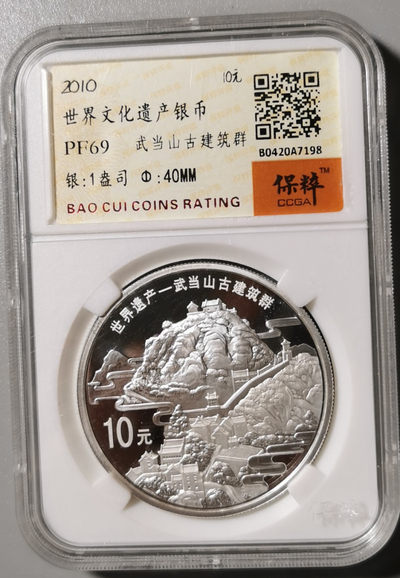 2010 10元
世界文化遗产银币
PF69 武当山古建筑群
银:1盎司 Φ:40MM
BAO CUI COINS RATING
B0420A7198
保粹™
CCGA
世界遗产—武当山古建筑群
10元